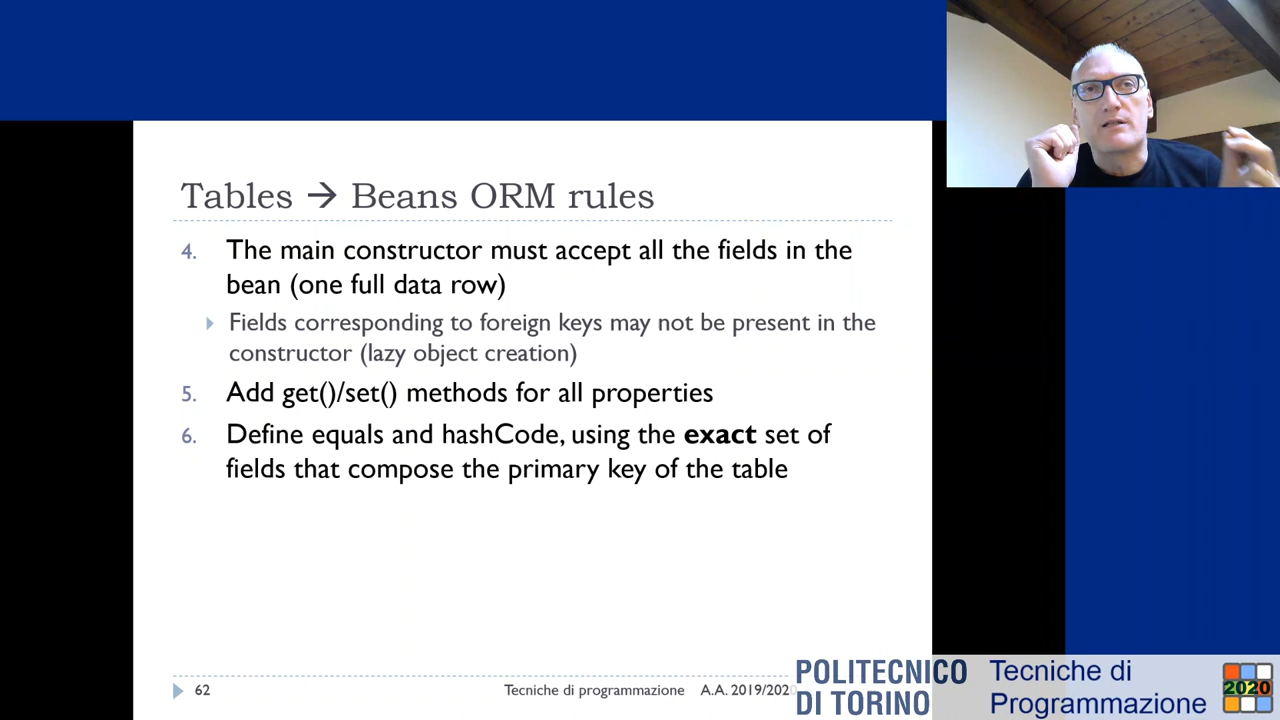 Tables → Beans ORM rules
4. The main constructor must accept all the fields in the
bean (one full data row)
Fields corresponding to foreign keys may not be present in the
constructor (lazy object creation)
5. Add get()/set() methods for all properties
6. Define equals and hashCode, using the exact set of
fields that compose the primary key of the table
62
Tecniche di programmazione A.A. 2019/2020
POLITECNICO
DI TORINO
Tecniche di
Programmazione
2020